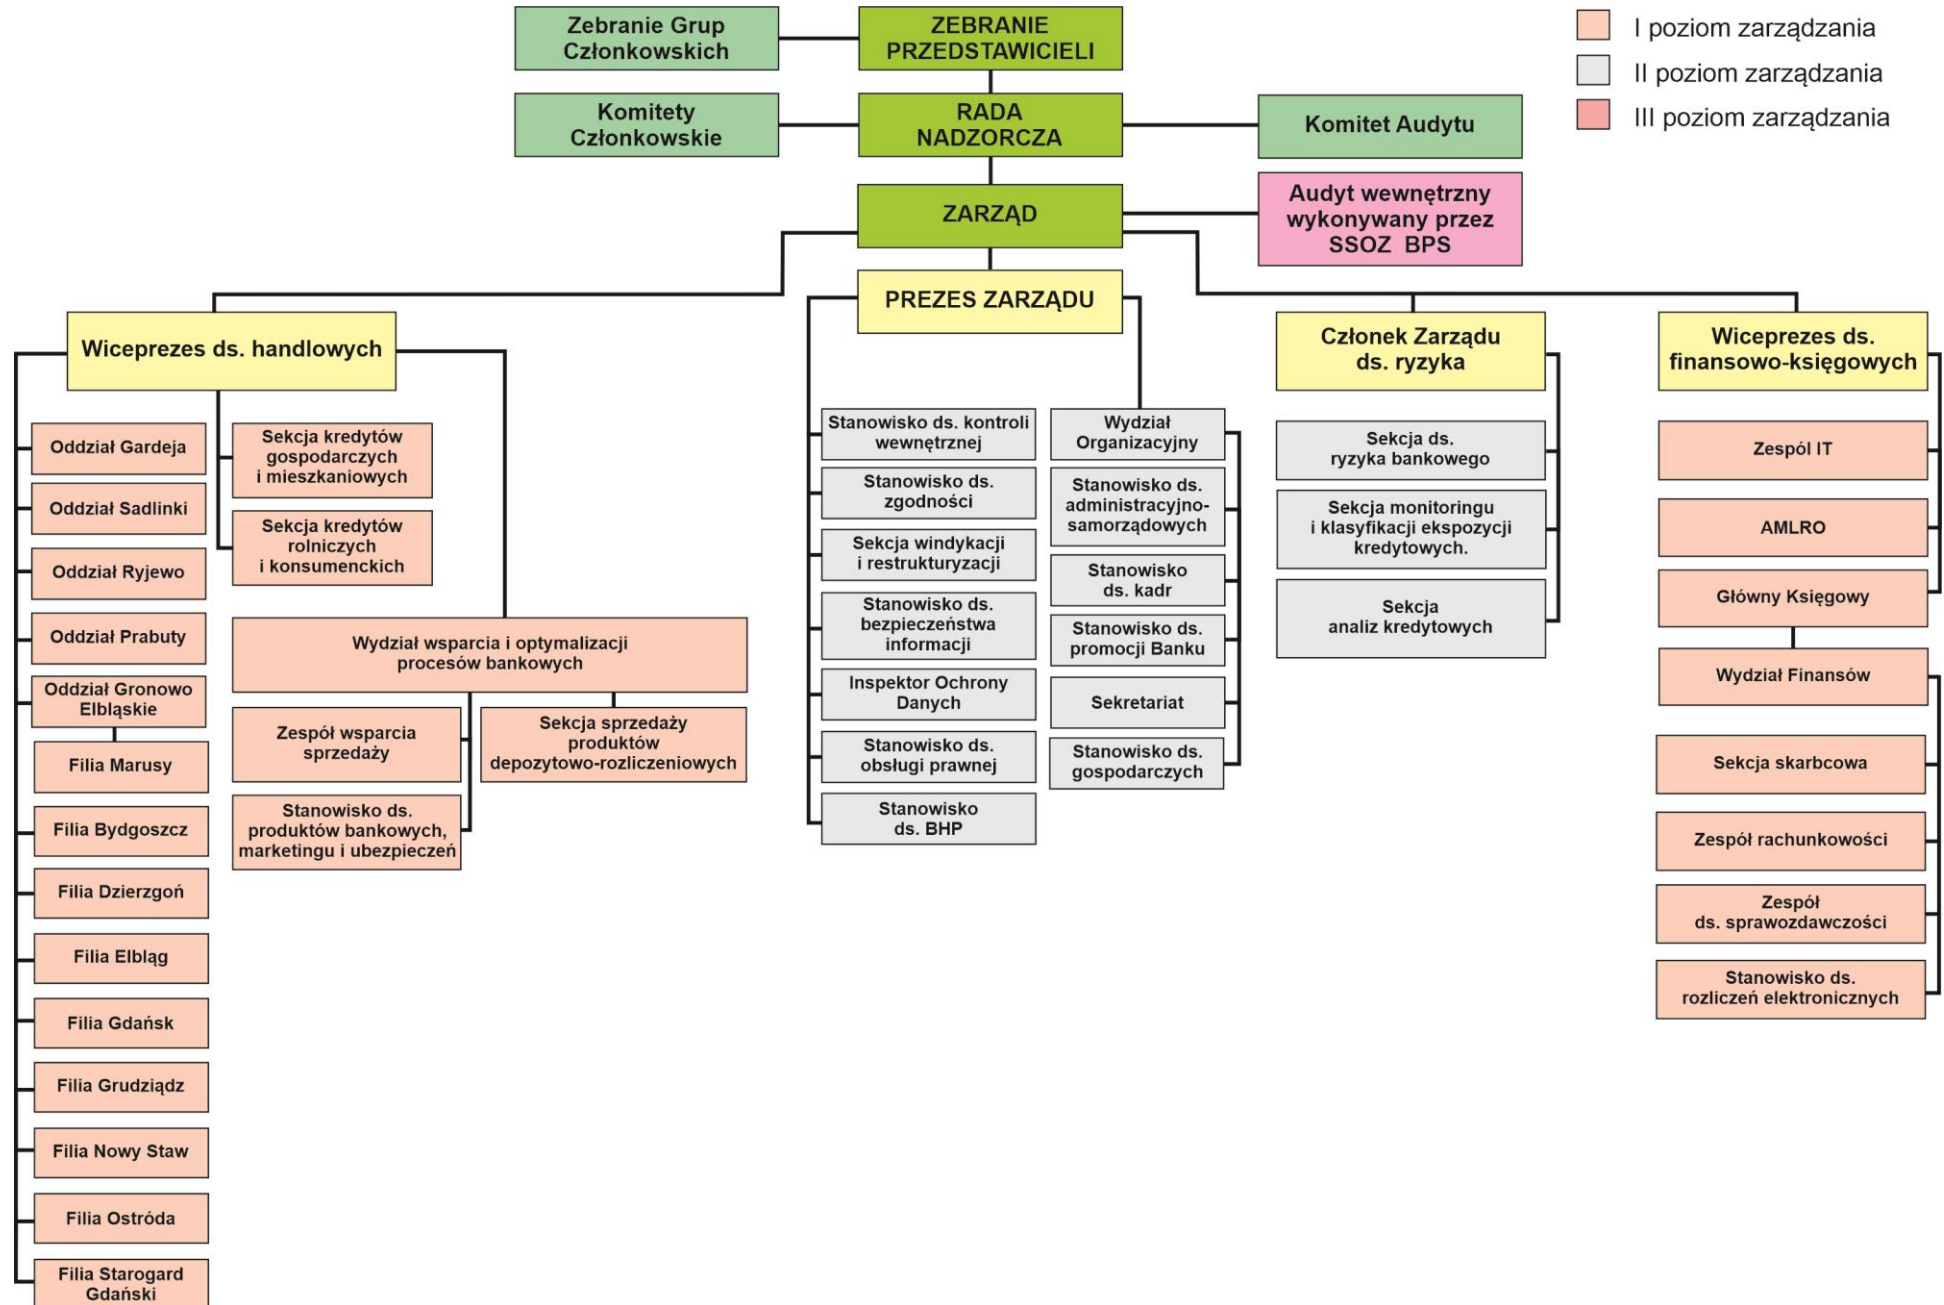 Zebranie Grup
Członkowskich
ZEBRANIE
PRZEDSTAWICIELI
I poziom zarządzania
II poziom zarządzania
III poziom zarządzania
Komitety
Członkowskie
RADA
NADZORCZA
Komitet Audytu
ZARZĄD
Audyt wewnętrzny
wykonywany przez
SSOZ BPS
PREZES ZARZĄDU
Wiceprezes ds. handlowych
Członek Zarządu
ds. ryzyka
Wiceprezes ds.
finansowo-księgowych
Oddział Gardeja
Oddział Sadlinki
Oddział Ryjewo
Oddział Prabuty
Oddział Gronowo
Elbląskie
Filia Marusy
Filia Bydgoszcz
Filia Dzierzgoń
Filia Elbląg
Filia Gdańsk
Filia Grudziądz
Filia Nowy Staw
Filia Ostróda
Filia Starogard
Gdański
Sekcja kredytów
gospodarczych
i mieszkaniowych
Sekcja kredytów
rolniczych
i konsumenckich
Wydział wsparcia i optymalizacji
procesów bankowych
Zespół wsparcia
sprzedaży
Sekcja sprzedaży
produktów
depozytowo-rozliczeniowych
Stanowisko ds.
produktów bankowych,
marketingu i ubezpieczeń
Stanowisko ds. kontroli
wewnętrznej
Stanowisko ds.
zgodności
Sekcja windykacji
i restrukturyzacji
Stanowisko ds.
bezpieczeństwa
informacji
Inspektor Ochrony
Danych
Stanowisko ds.
obsługi prawnej
Stanowisko
ds. BHP
Wydział
Organizacyjny
Stanowisko ds.
administracyjno-
samorządowych
Stanowisko
ds. kadr
Stanowisko ds.
promocji Banku
Sekretariat
Stanowisko ds.
gospodarczych
Sekcja ds.
ryzyka bankowego
Sekcja monitoringu
i klasyfikacji ekspozycji
kredytowych.
Sekcja
analiz kredytowych
Zespól IT
AMLRO
Główny Księgowy
Wydział Finansów
Sekcja skarbcowa
Zespół rachunkowości
Zespół
ds. sprawozdawczości
Stanowisko ds.
rozliczeń elektronicznych